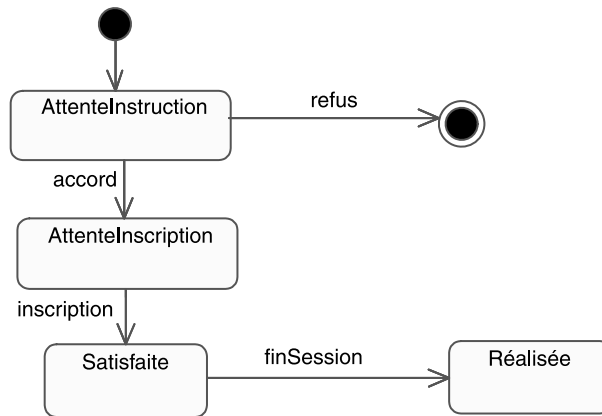 AttenteInstruction
refus
accord
AttenteInscription
inscription
Satisfaite
finSession
Réalisée